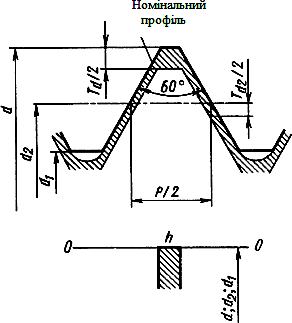 Номінальний
профіль
Td/2
Td2/2
60°
d
d2
d1
P/2
h
0
0
d; d2; d1